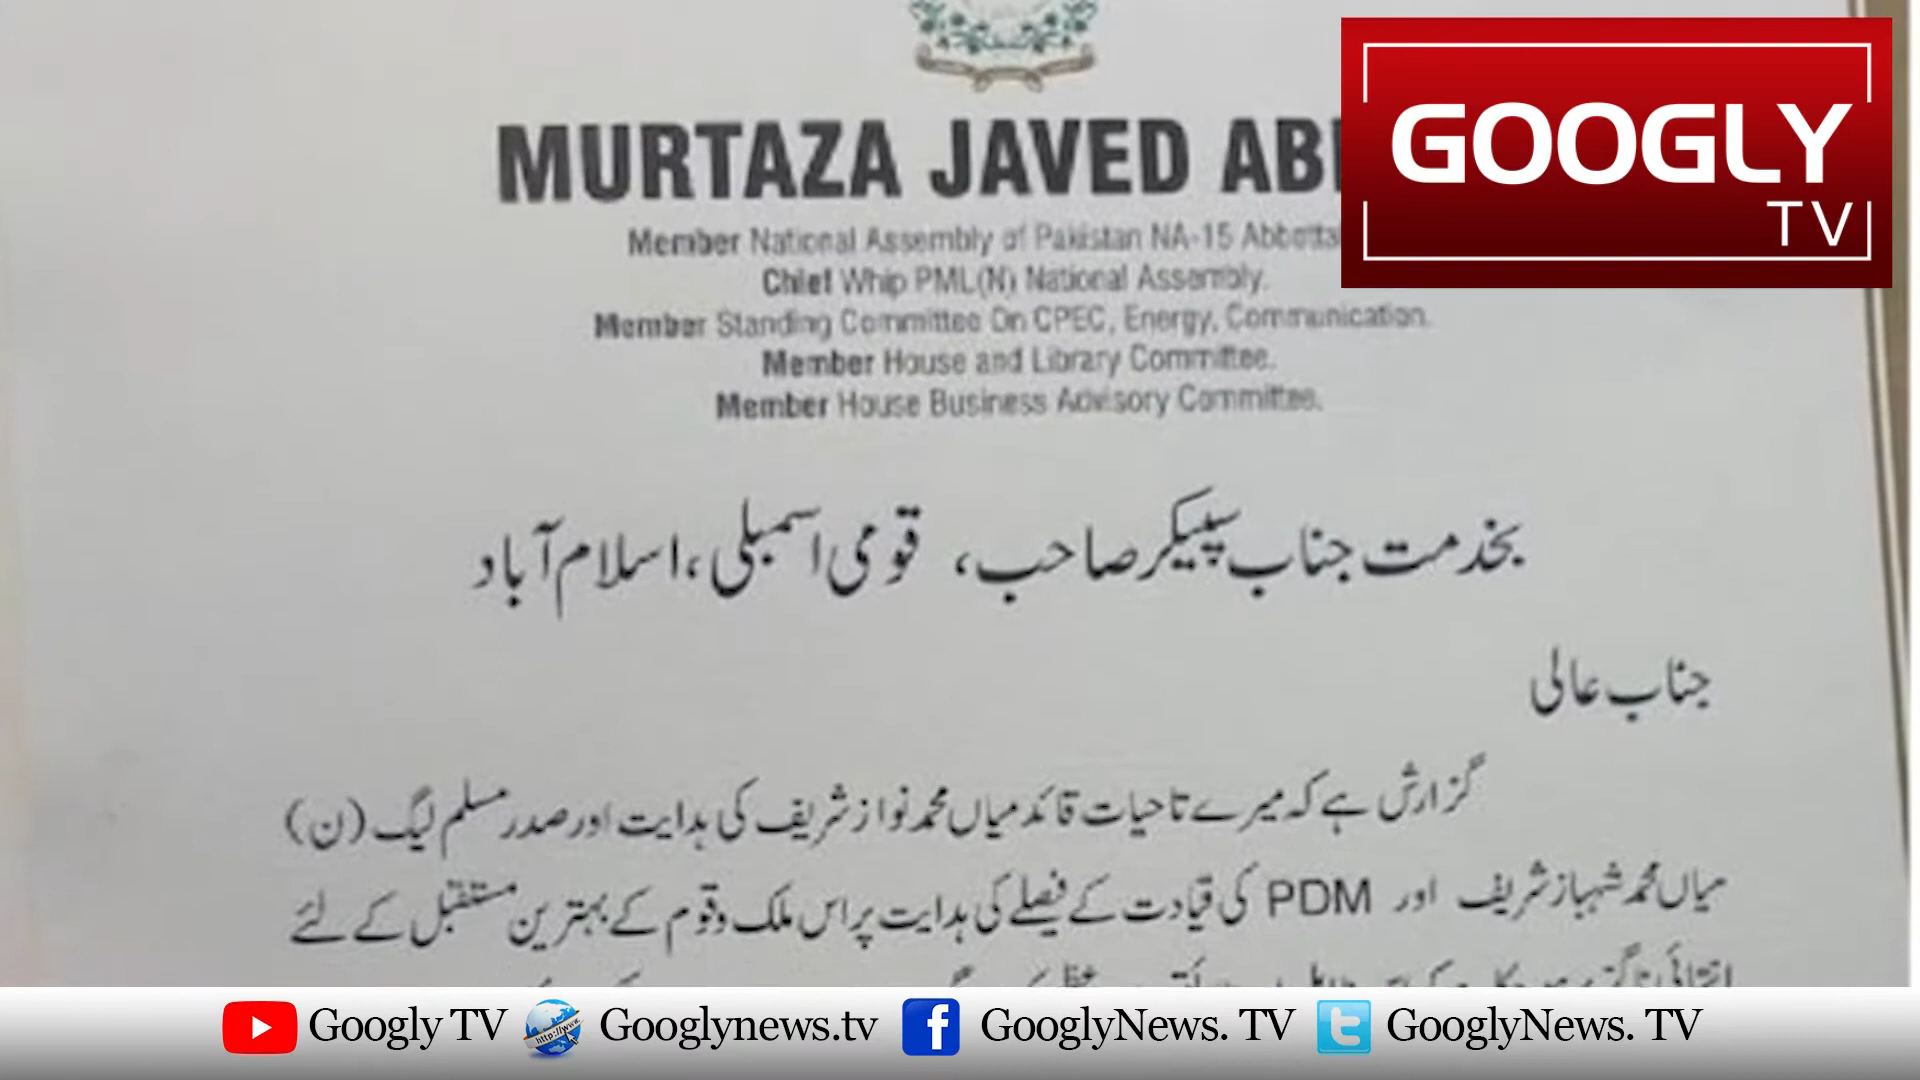 MURTAZA JAVED
GOOGLY
TV
Member National Assembly of Pakistan NA-15
Chief Whip PML(N) National Assembly.
Member Standing Committee On CPEC, Energy, Communication.
Member House and Library Committee.
Member House Business Advisory Committee.
بخدمت جناب سپیکر صاحب، قومی اسمبلی، اسلام آباد
جناب عالی
گزارش ہے کہ میرے تاحیات قائد میاں محمد نواز شریف کی ہدایت اور صدر مسلم لیگ (ن)
میاں محمد شہباز شریف اور PDM کی قیادت کے فیصلے کی ہدایت پر اس ملک و قوم کے بہترین مستقبل کے لئے
Googly TV Googlynews.tv GooglyNews. TV GooglyNews. TV